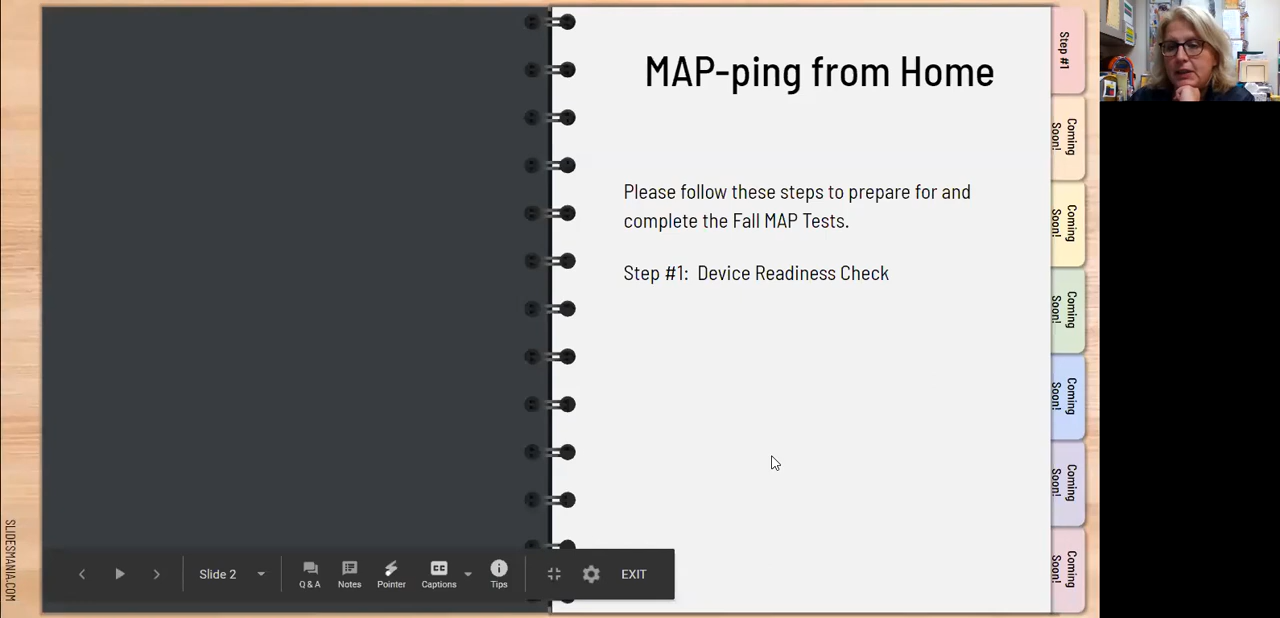 MAP-ping from Home
Please follow these steps to prepare for and
complete the Fall MAP Tests.
Step #1:  Device Readiness Check
Step #1
Coming
Soon!
Coming
Soon!
Coming
Soon!
Coming
Soon!
Coming
Soon!
Coming
Soon!
SLIDESMANIA.COM
Slide 2
Q & A
Notes
CC
Pointer
Captions
Tips
EXIT